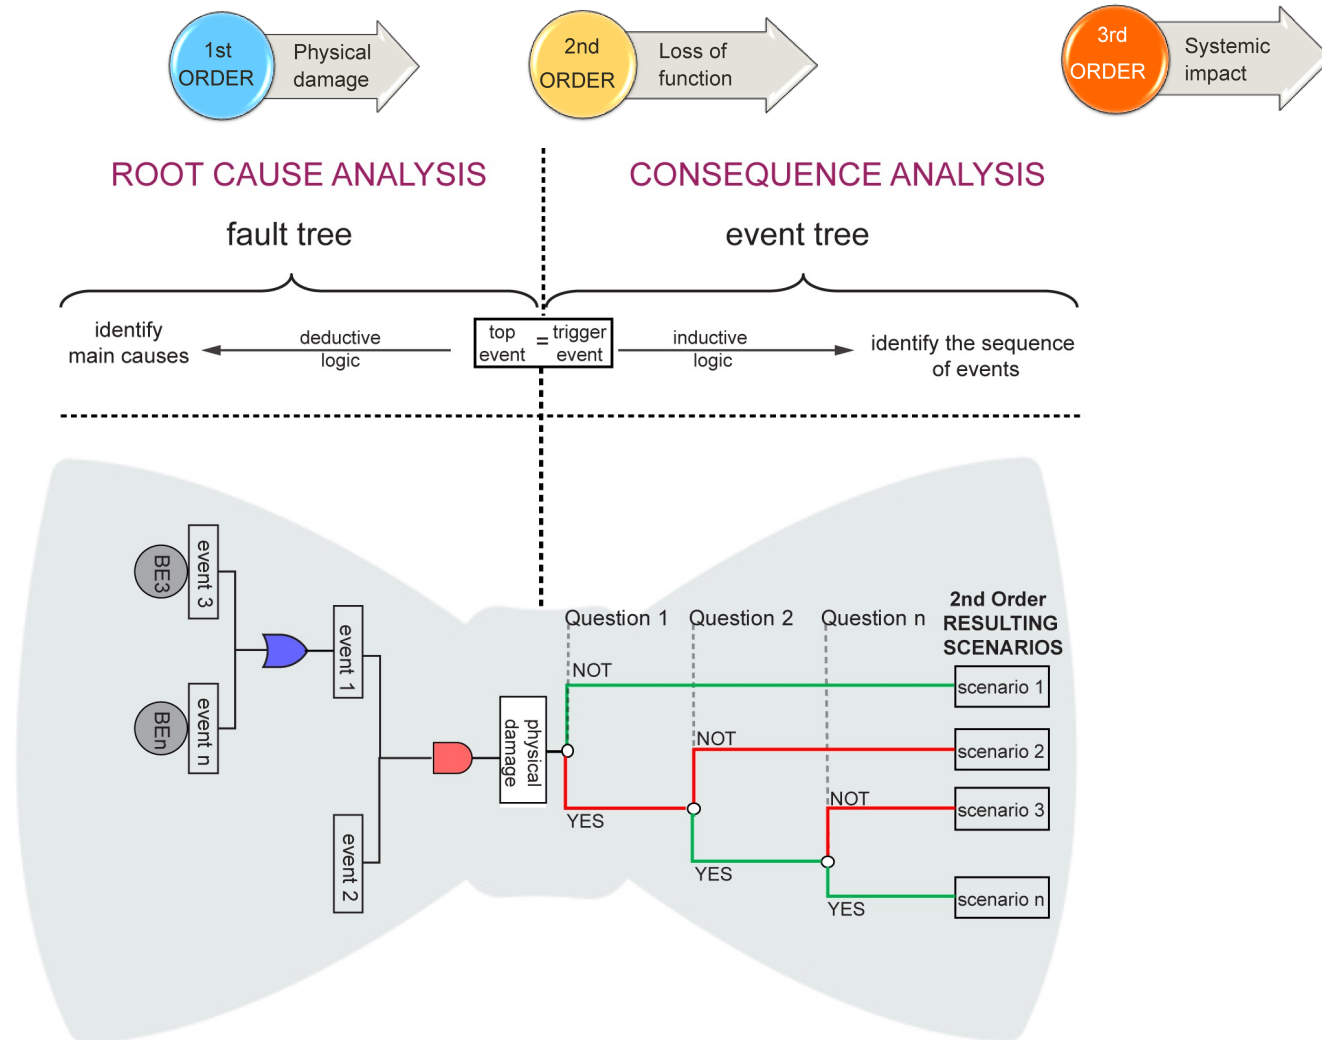 1st
ORDER
Physical
damage
2nd
ORDER
Loss of
function
3rd
ORDER
Systemic
impact
ROOT CAUSE ANALYSIS
CONSEQUENCE ANALYSIS
fault tree
event tree
identify
main causes
deductive
logic
top
event
=
trigger
event
inductive
logic
identify the sequence
of events
BE3
event 3
BEn
event n
event 1
event 2
physical
damage
Question 1
Question 2
Question n
2nd Order
RESULTING
SCENARIOS
NOT
scenario 1
NOT
scenario 2
YES
NOT
scenario 3
YES
YES
scenario n